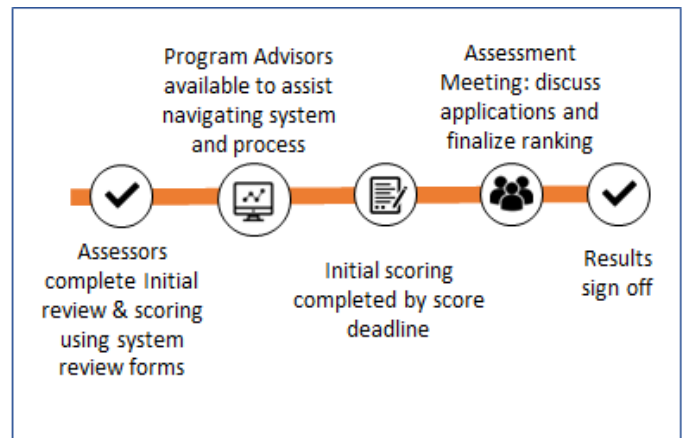 Assessors
complete Initial
review & scoring
using system
review forms
Program Advisors
available to assist
navigating system
and process
Initial scoring
completed by score
deadline
Assessment
Meeting: discuss
applications and
finalize ranking
Results
sign off